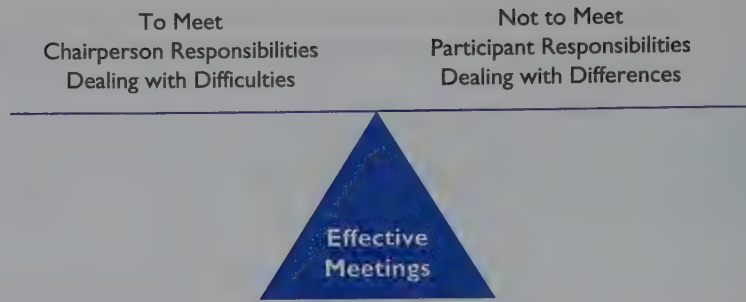 To Meet
Chairperson Responsibilities
Dealing with Difficulties
Not to Meet
Participant Responsibilities
Dealing with Differences
Effective
Meetings